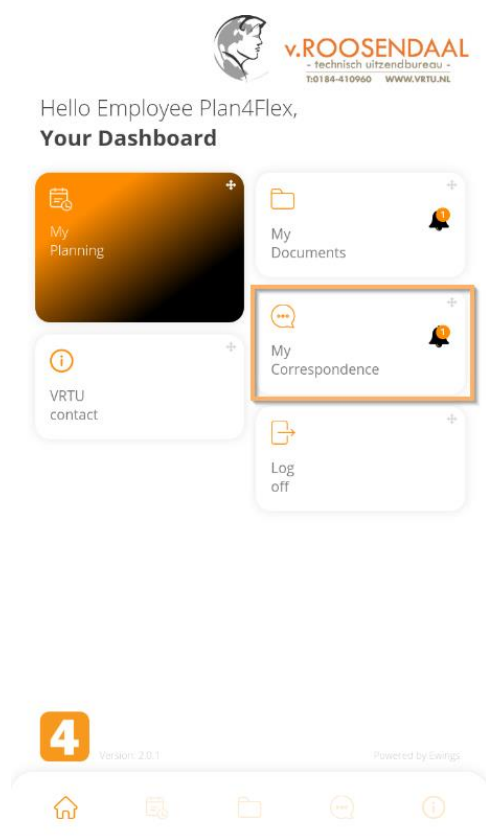 v.ROOSENDAAL
- technisch uitzendbureau -
T:0184-410960 WWW.VRTU.NL
Hello Employee Plan4Flex,
Your Dashboard
My
Planning
My
Documents
1
My
Correspondence
1
VRTU
contact
Log
off
4
Version: 2.0.1
Powered by Ewings